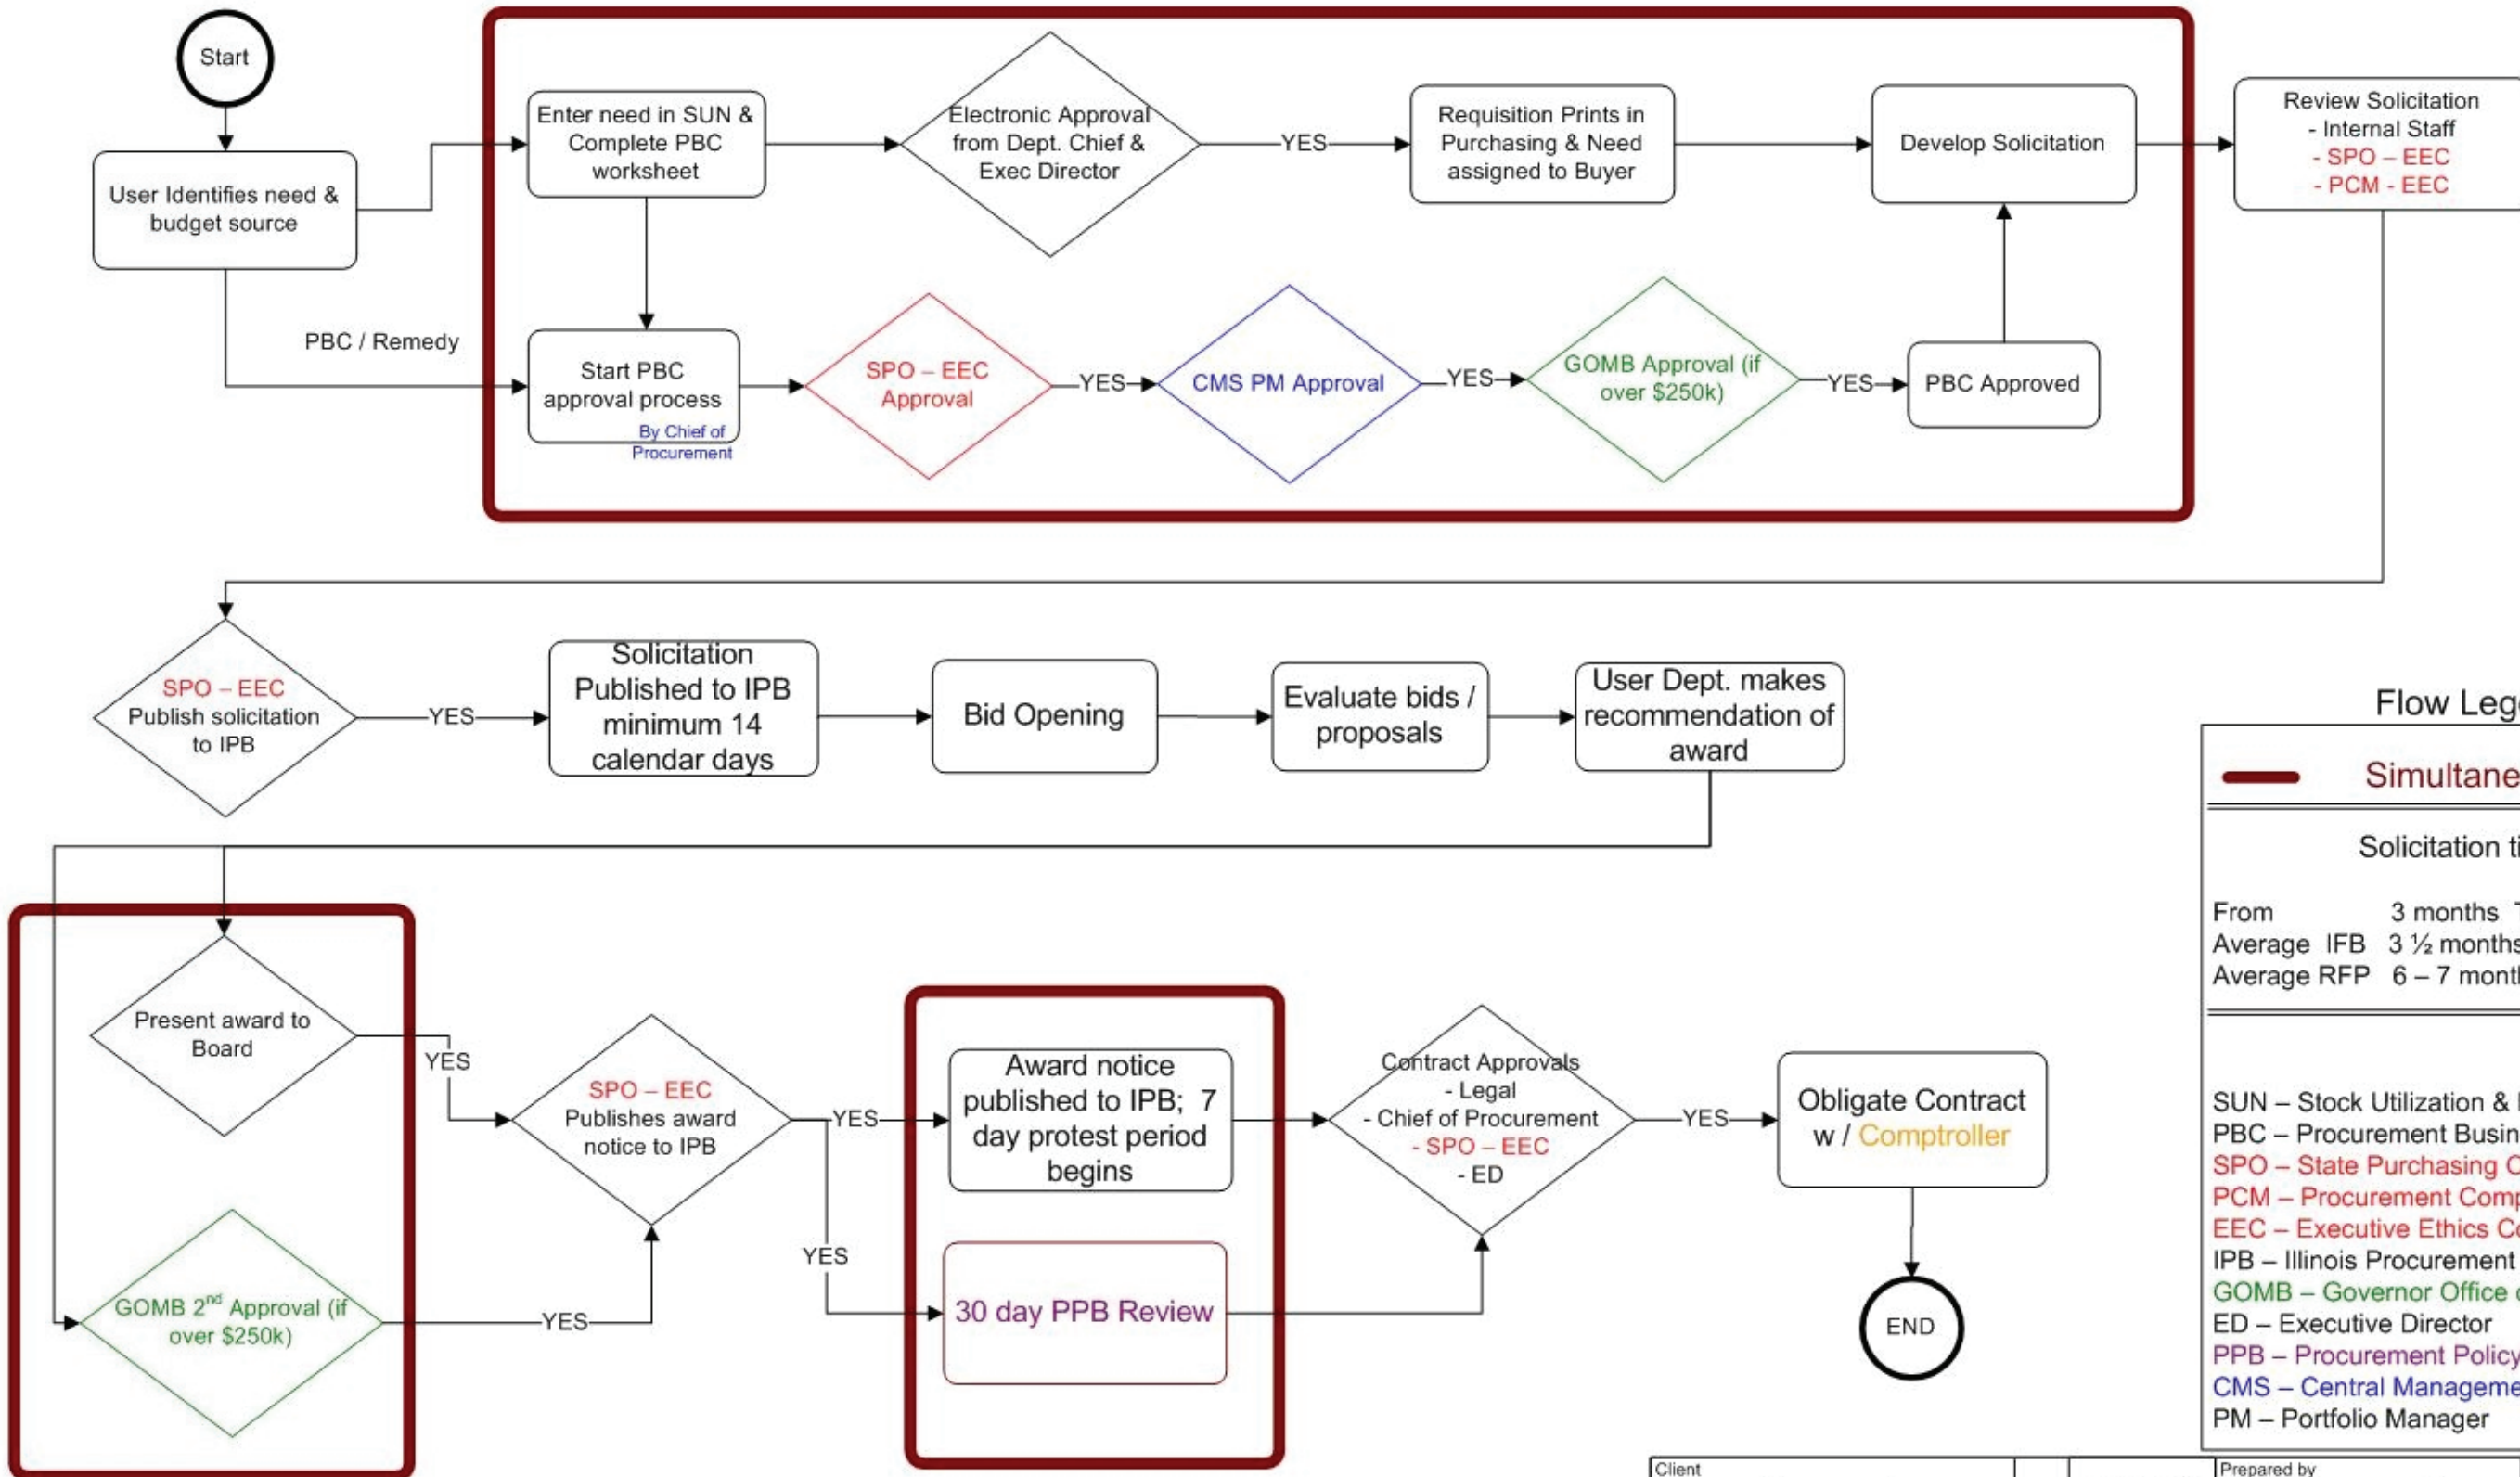 Start
User Identifies need &
budget source
PBC / Remedy
Enter need in SUN &
Complete PBC
worksheet
Electronic Approval
from Dept. Chief &
Exec Director
YES
Requisition Prints in
Purchasing & Need
assigned to Buyer
Develop Solicitation
Review Solicitation
- Internal Staff
- SPO – EEC
- PCM - EEC
Start PBC
approval process
By Chief of
Procurement
SPO – EEC
Approval
YES
CMS PM Approval
YES
GOMB Approval (if
over $250k)
YES
PBC Approved
SPO – EEC
Publish solicitation
to IPB
YES
Solicitation
Published to IPB
minimum 14
calendar days
Bid Opening
Evaluate bids /
proposals
User Dept. makes
recommendation of
award
Present award to
Board
YES
GOMB 2nd Approval (if
over $250k)
YES
SPO – EEC
Publishes award
notice to IPB
YES
YES
Award notice
published to IPB; 7
day protest period
begins
30 day PPB Review
Contract Approvals
- Legal
- Chief of Procurement
- SPO – EEC
- ED
YES
Obligate Contract
w / Comptroller
END
Flow
Solicitation
From 3 months
Average IFB 3 ½ months
Average RFP 6 – 7
SUN – Stock Utilization &
PBC – Procurement
SPO – State Purchasing
PCM – Procurement
EEC – Executive Ethics
IPB – Illinois Procurement
GOMB – Governor Office
ED – Executive Director
PPB – Procurement Policy
CMS – Central
PM – Portfolio Manager
Client
Prepared by